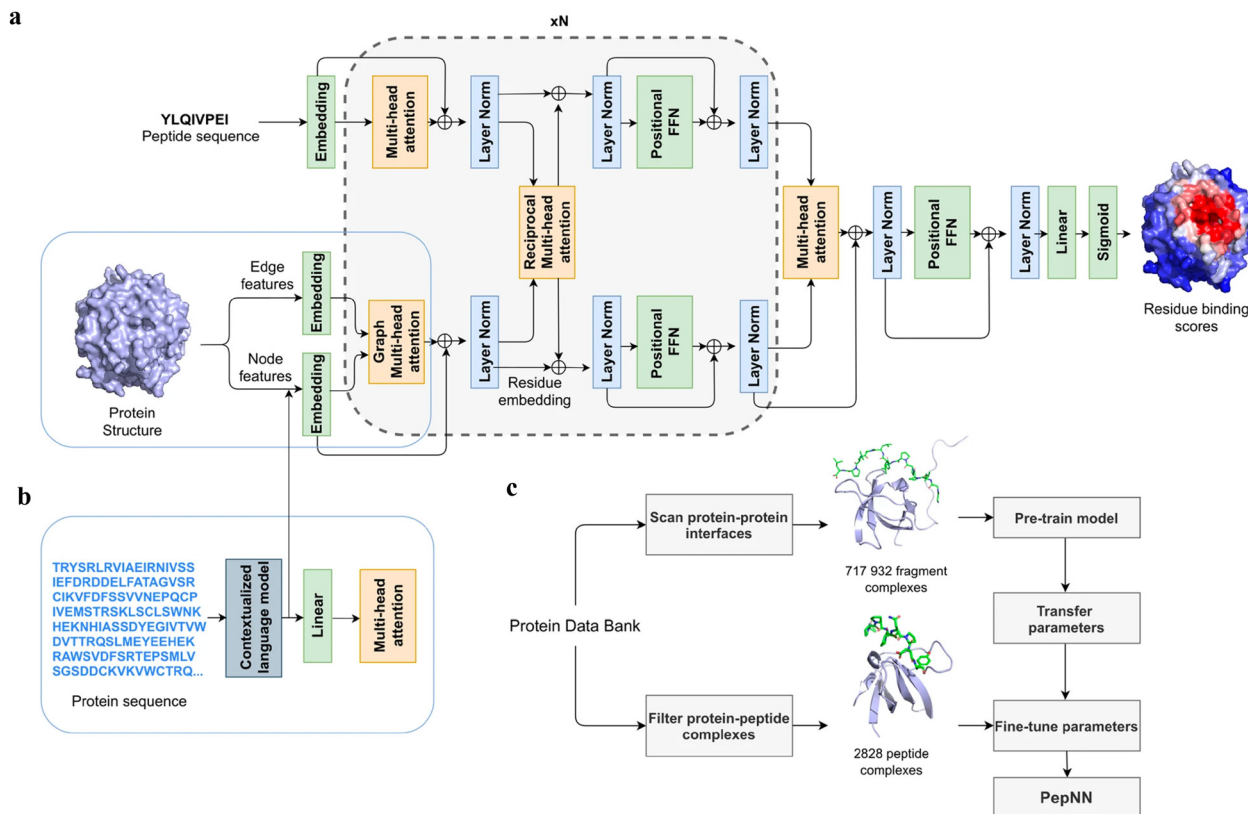 a
xN
YLQIVPEI
Peptide sequence
Embedding
Multi-head
attention
Layer Norm
Layer Norm
Positional
FFN
Layer Norm
Reciprocal
Multi-head
attention
Multi-head
attention
Layer Norm
Positional
FFN
Layer Norm
Linear
Sigmoid
Residue binding
scores
Protein
Structure
Edge
features
Embedding
Node
features
Embedding
Graph
Multi-head
attention
Layer Norm
Residue
embedding
Layer Norm
Positional
FFN
Layer Norm
b
TRYSRLRVIAEIRNIVSS
IEFDRDDELFATAGVSR
CIKVFDFSSVVNEPQCP
IVEMSTRSKLSCLSWNK
HEKNHIASSDYEGIVTVW
DVTTRQSLMEYEEHEK
RAWSVDFSRTEPSMLV
SGSDDCKVKVWCTRQ...
Protein sequence
Contextualized
language model
Linear
Multi-head
attention
c
Protein Data Bank
Scan protein-protein
interfaces
717 932 fragment
complexes
Pre-train model
Transfer
parameters
Filter protein-peptide
complexes
2828 peptide
complexes
Fine-tune parameters
PepNN